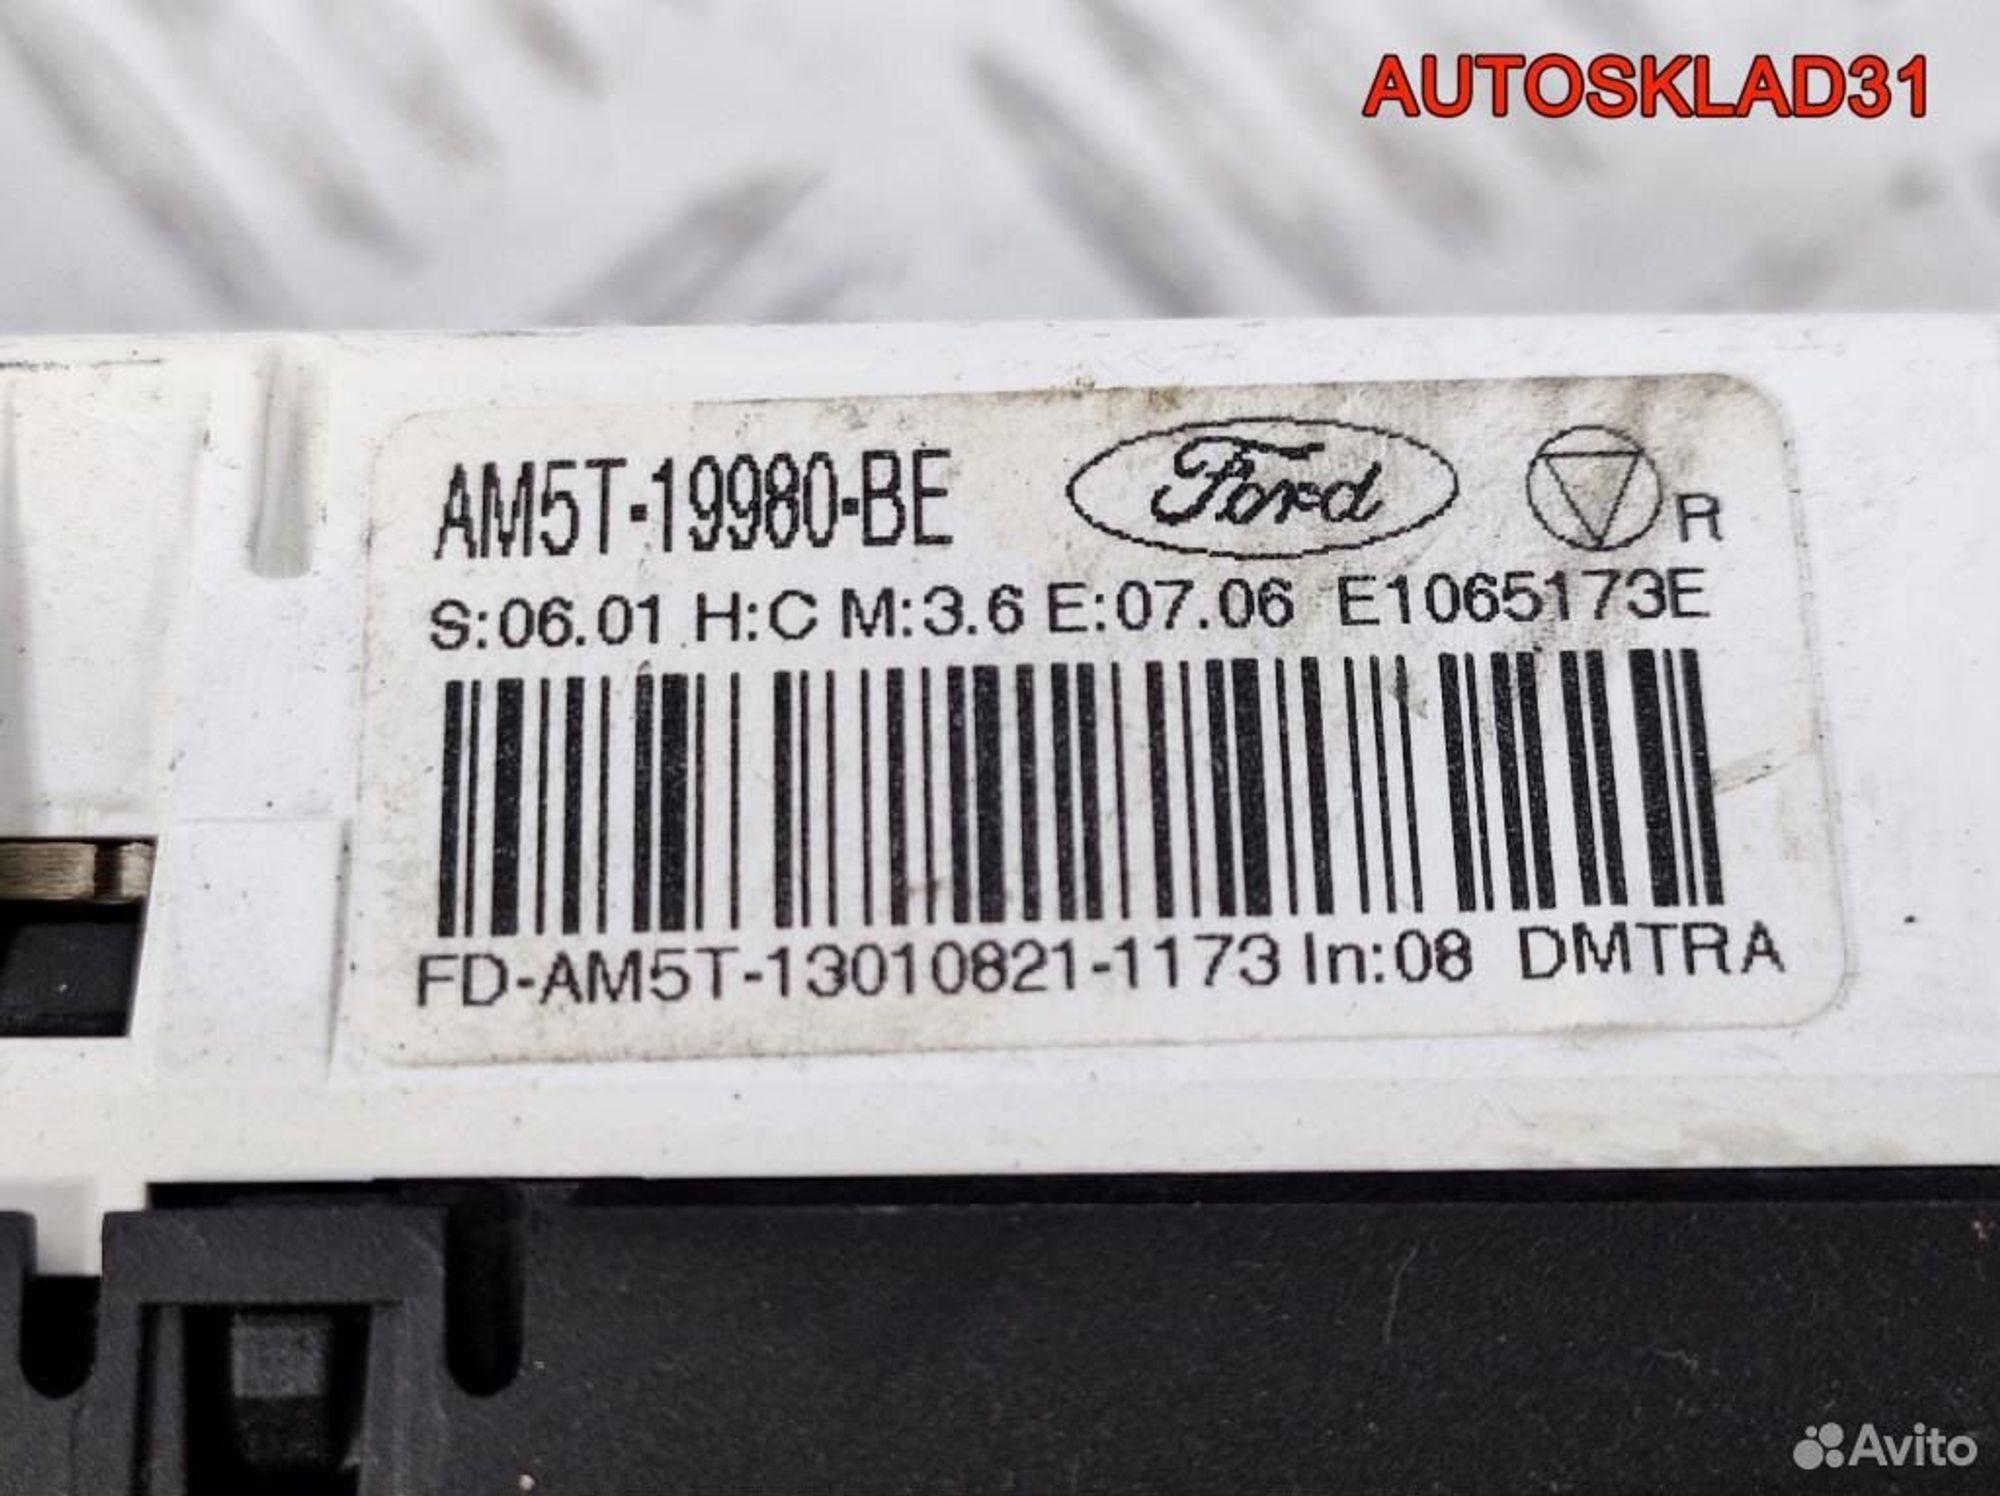 AUTOSKLAD31
AM5T-19980-BE Ford R
S:06.01 H:C M:3.6 E:07.06 E1065173E
FD-AM5T-13010821-1173 In:08 DMTRA
Avito